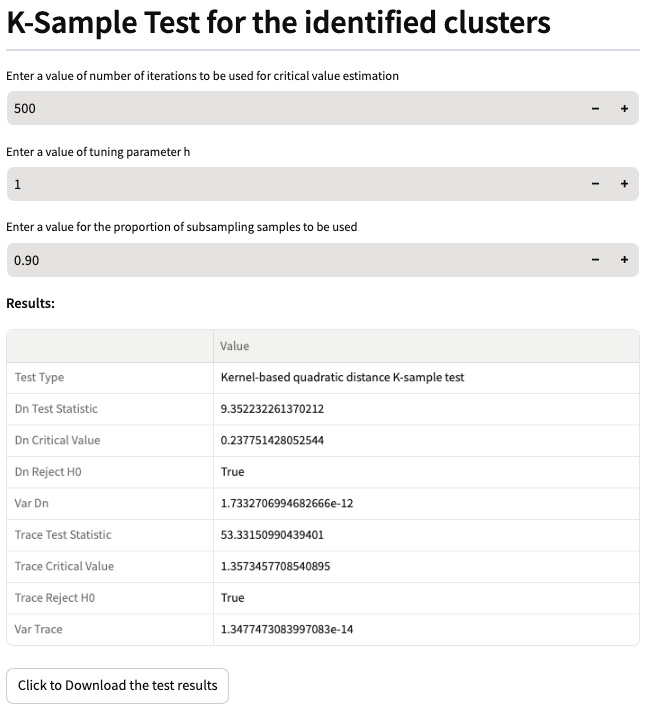 K-Sample Test for the identified clusters
Enter a value of number of iterations to be used for critical value estimation
500 − +
Enter a value of tuning parameter h
1 − +
Enter a value for the proportion of subsampling samples to be used
0.90 − +
Results:
Value
Test Type Kernel-based quadratic distance K-sample test
Dn Test Statistic 9.352232261370212
Dn Critical Value 0.237751428052544
Dn Reject H0 True
Var Dn 1.7332706994682666e-12
Trace Test Statistic 53.33150990439401
Trace Critical Value 1.3573457708540895
Trace Reject H0 True
Var Trace 1.3477473083997083e-14
Click to Download the test results